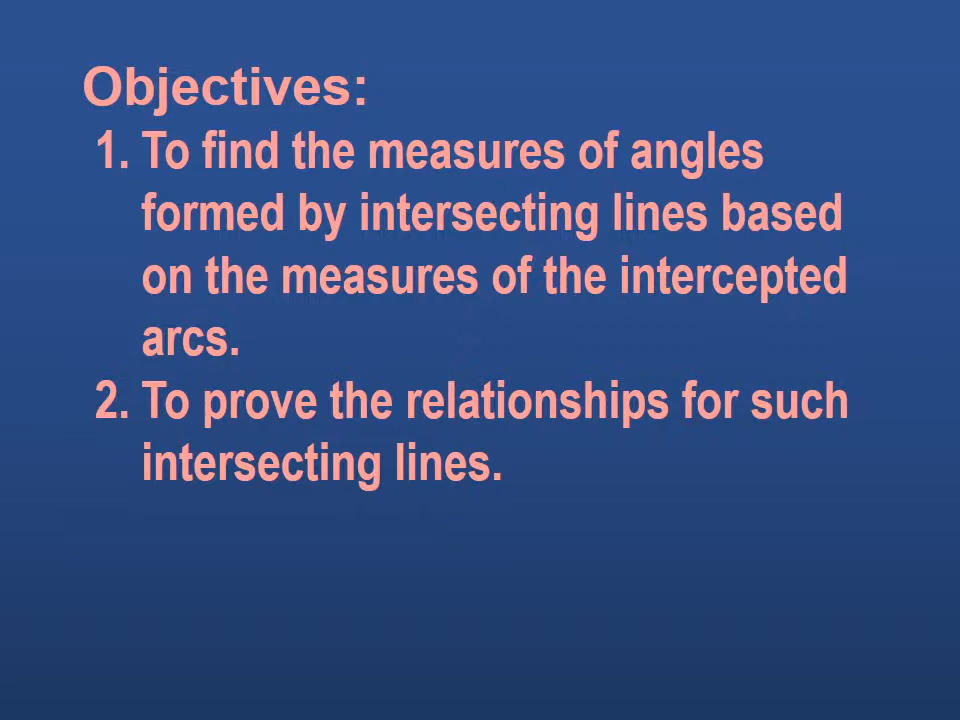 Objectives:
1. To find the measures of angles
formed by intersecting lines based
on the measures of the intercepted
arcs.
2. To prove the relationships for such
intersecting lines.